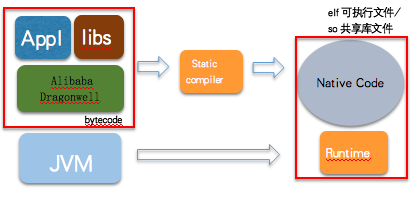 elf 可执行文件/
so 共享库文件
App!
libs
Alibaba
Dragonwell
bytecode
Static
compiler
Native Code
JVM
Runtime